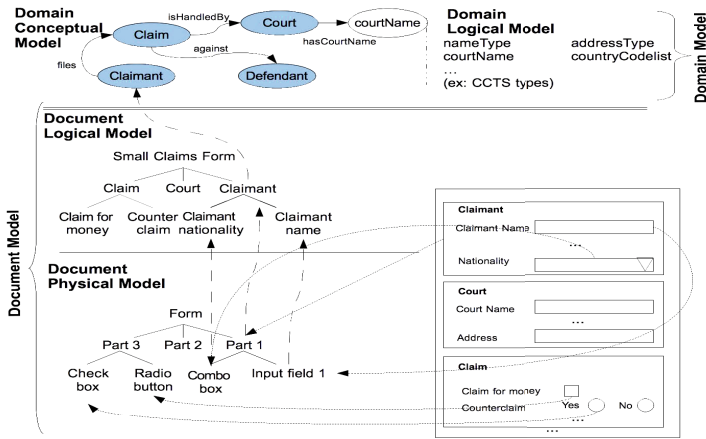 Domain
Conceptual
Model
Claim
isHandledBy
Court
hasCourtName
courtName
against
files
Claimant
Defendant
Domain
Logical Model
nameType addressType
courtName countryCodelist
...
(ex: CCTS types)
Domain Model
Document Model
Document
Logical Model
Small Claims Form
Claim Court Claimant
Claim for
money
Counter
claim
Claimant
nationality
Claimant
name
Document
Physical Model
Form
Part 3 Part 2 Part 1
Check
box
Radio
button
Combo
box
Input field 1
Claimant
Claimant Name
...
Nationality
Court
Court Name
...
Address
Claim
Claim for money
Counterclaim Yes No
...
...